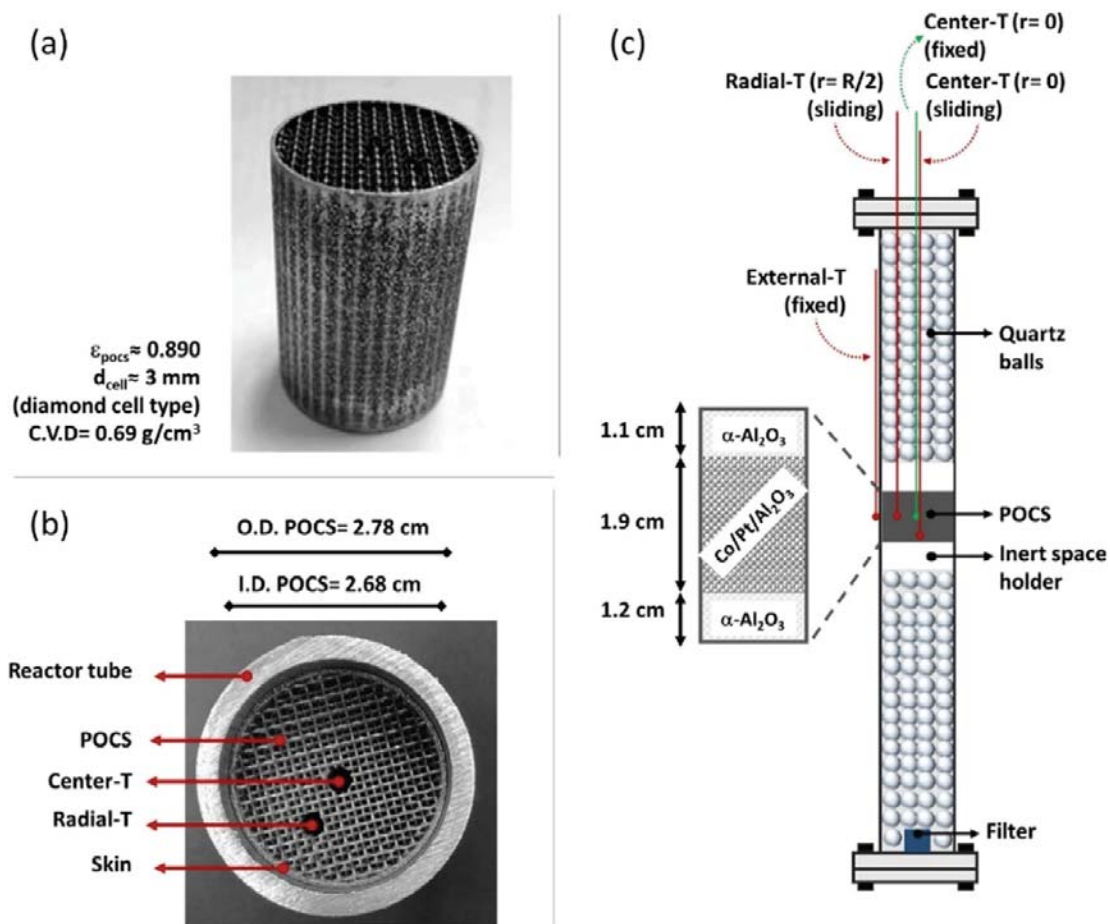 (a)
ε_pocs≈ 0.890
d_cell≈ 3 mm
(diamond cell type)
C.V.D= 0.69 g/cm³
(b)
O.D. POCS= 2.78 cm
I.D. POCS= 2.68 cm
Reactor tube
POCS
Center-T
Radial-T
Skin
(c)
Center-T (r= 0)
(fixed)
Radial-T (r= R/2)
(sliding)
Center-T (r= 0)
(sliding)
External-T
(fixed)
Quartz
balls
1.1 cm
α-Al₂O₃
1.9 cm
Co/Pt/Al₂O₃
1.2 cm
α-Al₂O₃
POCS
Inert space
holder
Filter